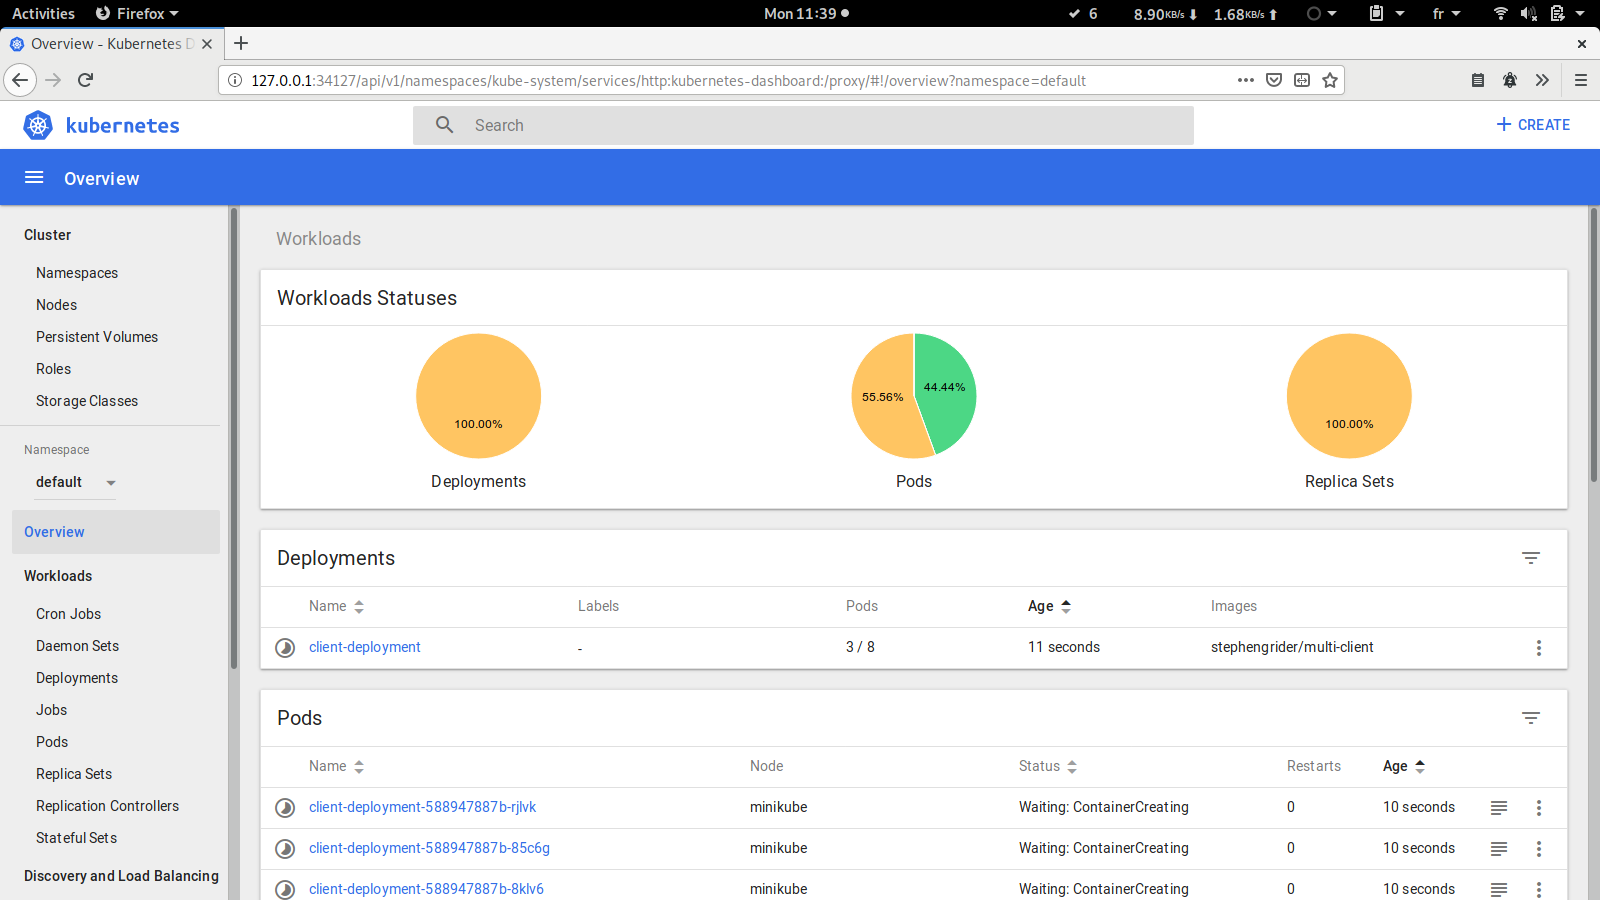 Activities Firefox Mon 11:39 6 8.90KB/s 1.68KB/s fr
Overview - Kubernetes D
127.0.0.1:34127/api/v1/namespaces/kube-system/services/http:kubernetes-dashboard:/proxy/#!/overview?namespace=default
kubernetes Search CREATE
Overview
Cluster
Namespaces
Nodes
Persistent Volumes
Roles
Storage Classes
Namespace
default
Overview
Workloads
Cron Jobs
Daemon Sets
Deployments
Jobs
Pods
Replica Sets
Replication Controllers
Stateful Sets
Discovery and Load Balancing
Workloads
Workloads Statuses
100.00% 55.56% 44.44% 100.00%
Deployments Pods Replica Sets
Deployments
Name Labels Pods Age Images
client-deployment - 3 / 8 11 seconds stephengrider/multi-client
Pods
Name Node Status Restarts Age
client-deployment-588947887b-rjlvk minikube Waiting: ContainerCreating 0 10 seconds
client-deployment-588947887b-85c6g minikube Waiting: ContainerCreating 0 10 seconds
client-deployment-588947887b-8klv6 minikube Waiting: ContainerCreating 0 10 seconds